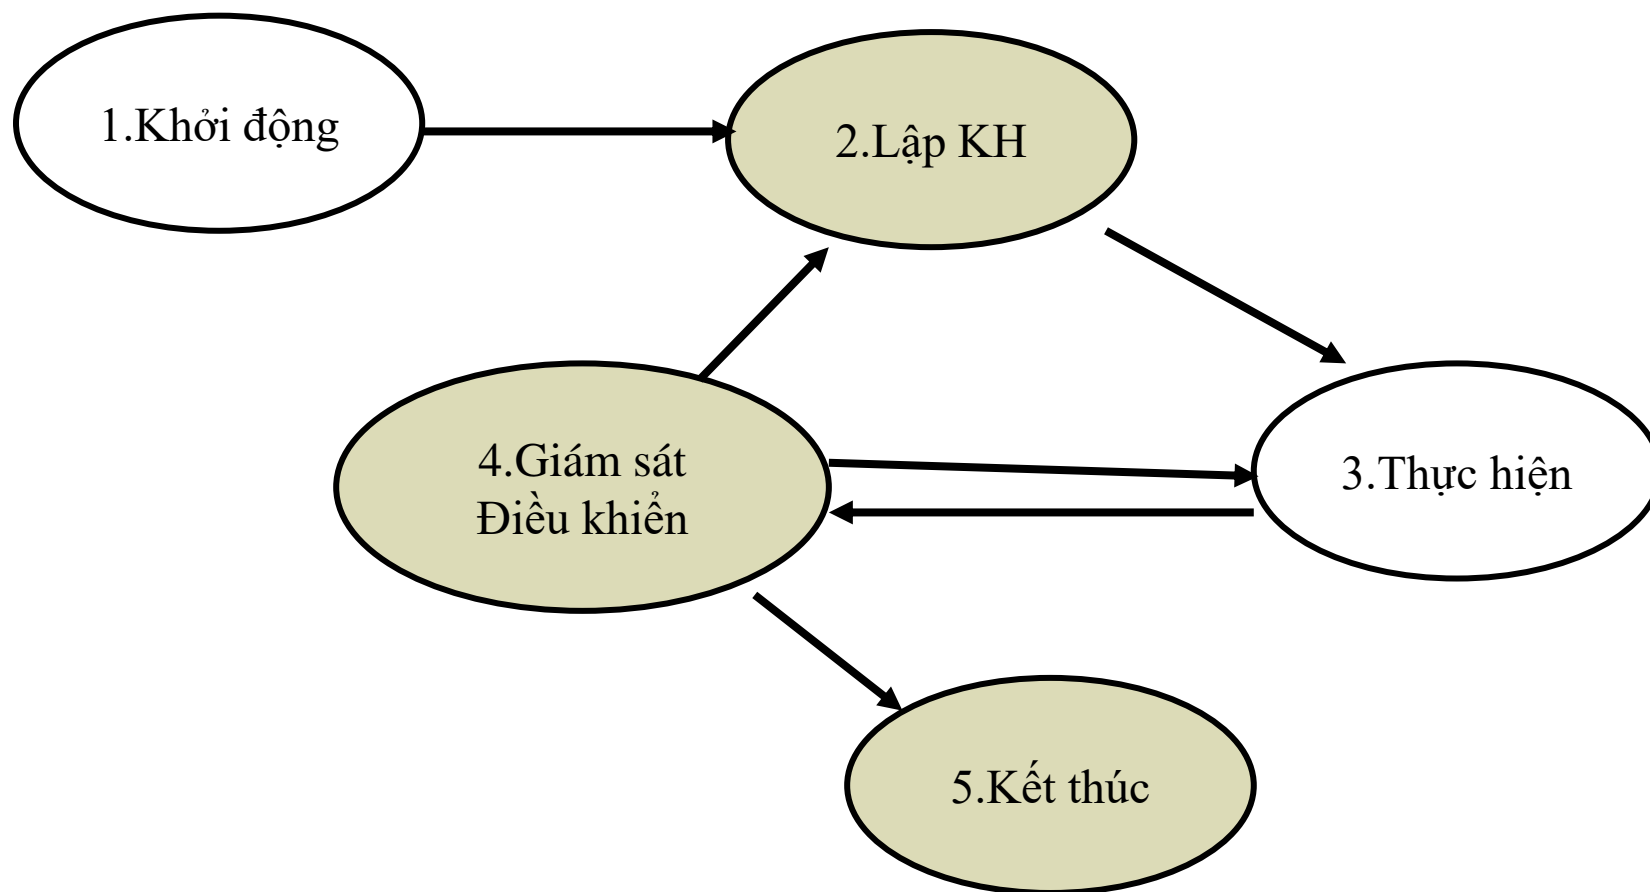 1.Khởi động
2.Lập KH
4.Giám sát
Điều khiển
3.Thực hiện
5.Kết thúc